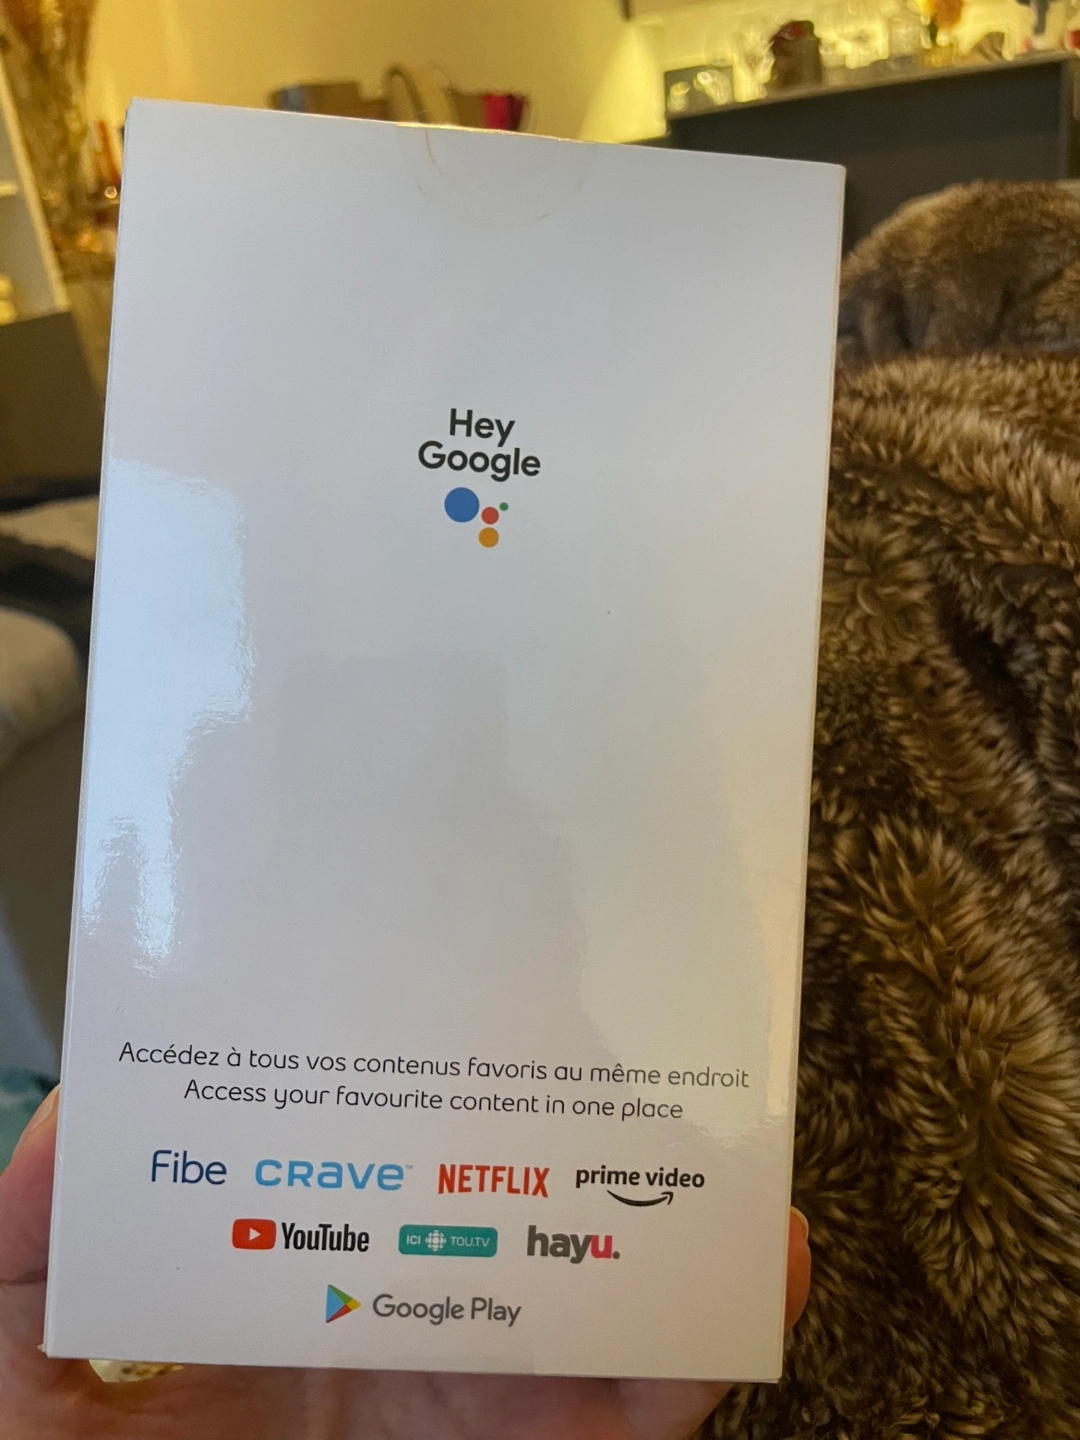 Hey
Google
Accédez à tous vos contenus favoris au même endroit
Access your favourite content in one place
Fibe CRAVE™ NETFLIX prime video
YouTube ICI TOU.TV hayu.
Google Play